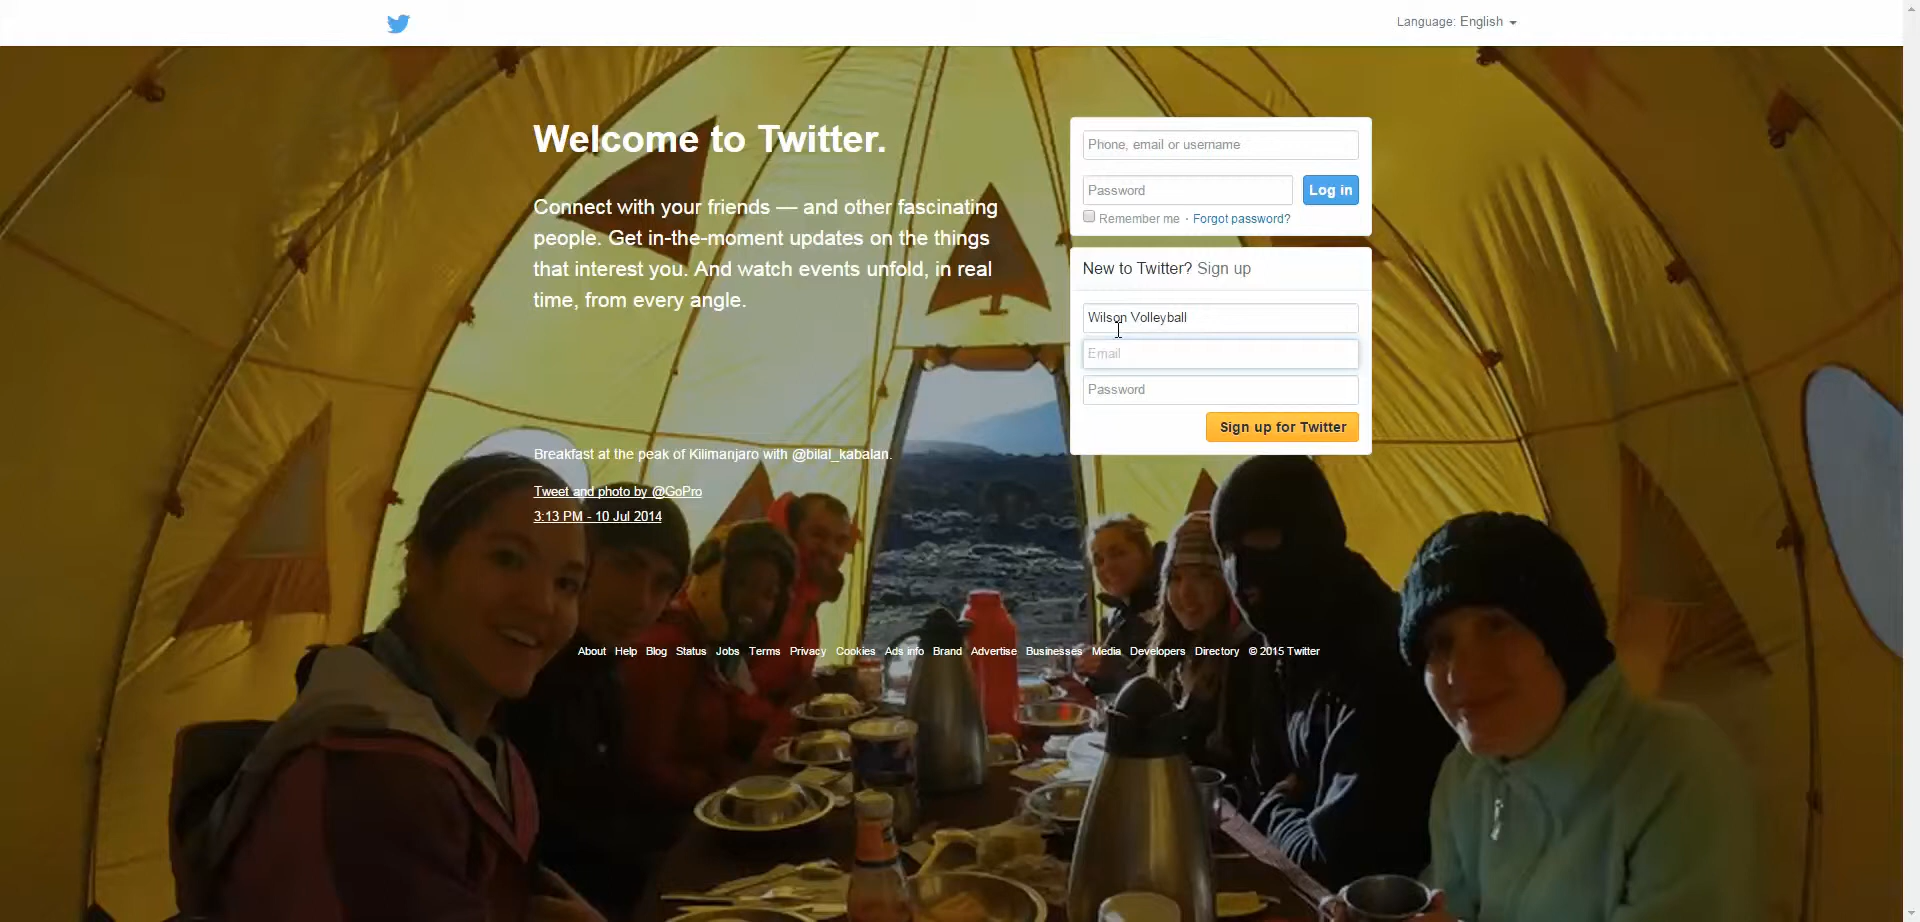 Language: English
Welcome to Twitter.
Connect with your friends — and other fascinating
people. Get in-the-moment updates on the things
that interest you. And watch events unfold, in real
time, from every angle.
Phone, email or username
Password
Log in
Remember me · Forgot password?
New to Twitter? Sign up
Wilson Volleyball
Email
Password
Sign up for Twitter
Breakfast at the peak of Kilimanjaro with @bilal_kabalan.
Tweet and photo by @GoPro
3:13 PM - 10 Jul 2014
About Help Blog Status Jobs Terms Privacy Cookies Ads info Brand Advertise Businesses Media Developers Directory © 2015 Twitter